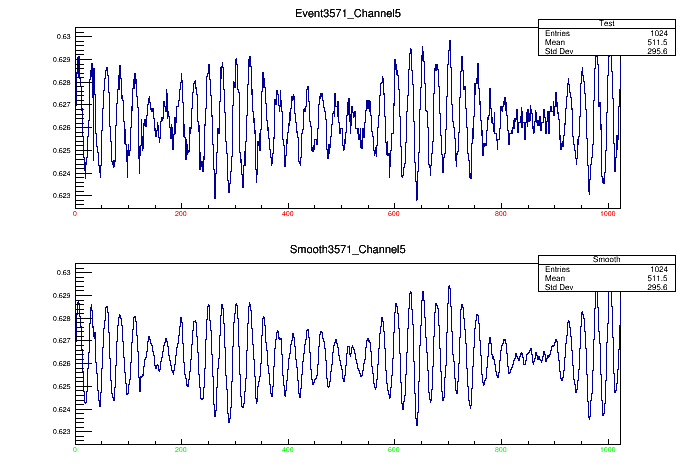 Event3571_Channel5
Test
Entries 1024
Mean 511.5
Std Dev 295.6
0.63
0.629
0.628
0.627
0.626
0.625
0.624
0.623
0 200 400 600 800 1000
Smooth3571_Channel5
Smooth
Entries 1024
Mean 511.5
Std Dev 295.6
0.63
0.629
0.628
0.627
0.626
0.625
0.624
0.623
0 200 400 600 800 1000